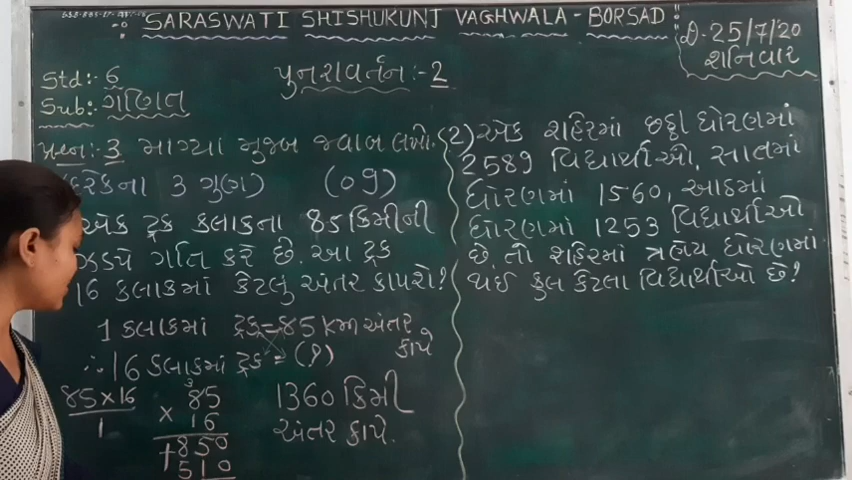 SARASWATI SHISHUKUNJ VAGHWALA - BORSAD
તા-25/7/20
શનિવાર
Std:- 6
પુનરાવર્તન:-2
Sub:- ગણિત
પ્રશ્ન:-3 માગ્યા મુજબ જવાબ લખો.
(દરેકના 3 ગુણ) (09)
એક ટ્રક કલાકના 85 કિમીની
ઝડપે ગતિ કરે છે. આ ટ્રક
16 કલાકમાં કેટલું અંતર કાપશે?
1 કલાકમાં ટ્રક = 85 km અંતર
કાપે
∴ 16 કલાકમાં ટ્રક = (?)
85 × 16
1
3
85
× 16
850
+ 510
1360 કિમી
અંતર કાપે.
(2) એક શહેરમાં છઠ્ઠા ધોરણમાં
2589 વિદ્યાર્થીઓ, સાતમાં
ધોરણમાં 1560, આઠમાં
ધોરણમાં 1253 વિદ્યાર્થીઓ
છે. તો શહેરમાં ત્રણેય ધોરણમાં
થઈ કુલ કેટલા વિદ્યાર્થીઓ છે?